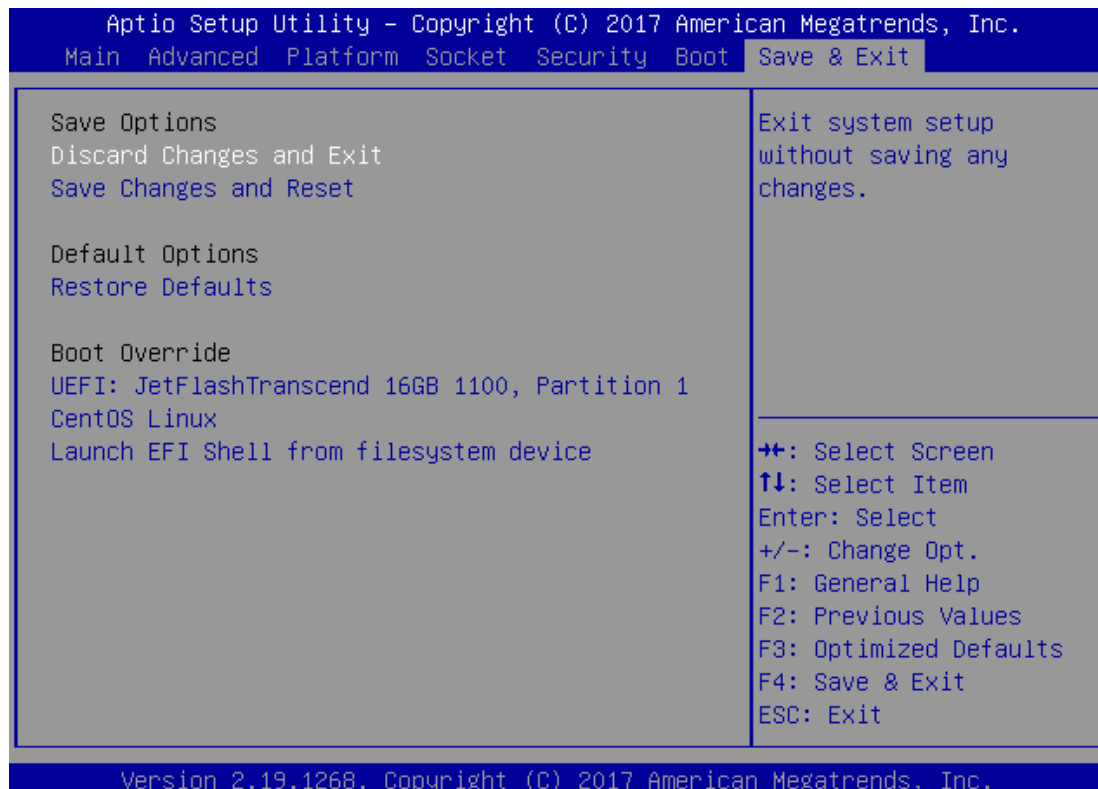 Aptio Setup Utility – Copyright (C) 2017 American Megatrends, Inc.
Main Advanced Platform Socket Security Boot Save & Exit
Save Options
Discard Changes and Exit
Save Changes and Reset
Default Options
Restore Defaults
Boot Override
UEFI: JetFlashTranscend 16GB 1100, Partition 1
CentOS Linux
Launch EFI Shell from filesystem device
Exit system setup
without saving any
changes.
→←: Select Screen
↑↓: Select Item
Enter: Select
+/-: Change Opt.
F1: General Help
F2: Previous Values
F3: Optimized Defaults
F4: Save & Exit
ESC: Exit
Version 2.19.1268. Copyright (C) 2017 American Megatrends, Inc.